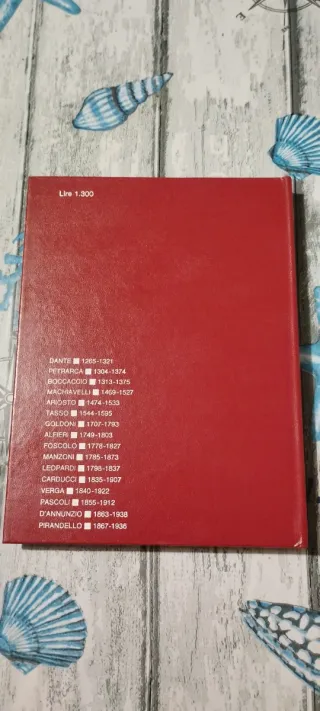 Lire 1.300
DANTE 1265-1321
PETRARCA 1304-1374
BOCCACCIO 1313-1375
MACHIAVELLI 1469-1527
ARIOSTO 1474-1533
TASSO 1544-1595
GOLDONI 1707-1793
ALFIERI 1749-1803
FOSCOLO 1778-1827
MANZONI 1785-1873
LEOPARDI 1798-1837
CARDUCCI 1835-1907
VERGA 1840-1922
PASCOLI 1855-1912
D'ANNUNZIO 1863-1938
PIRANDELLO 1867-1936